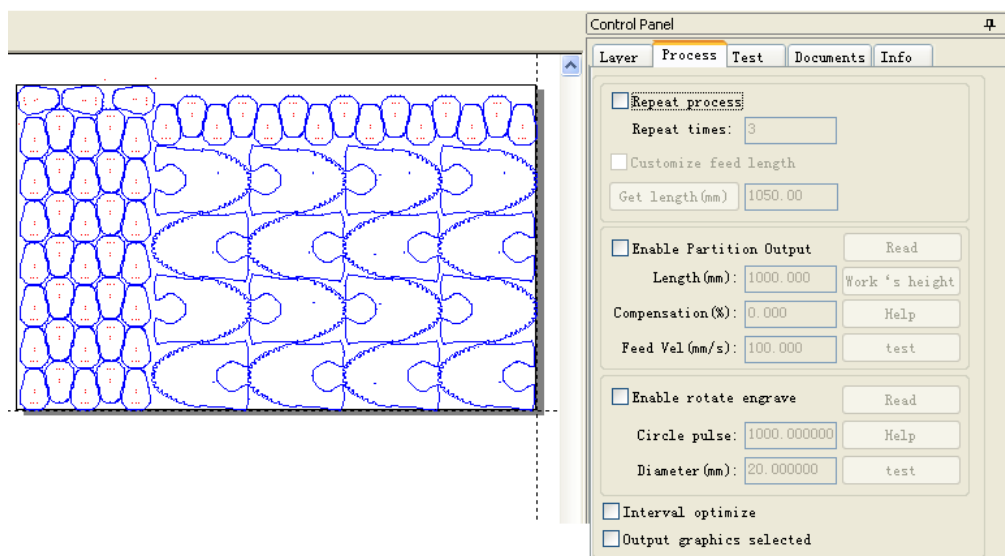 Control Panel
Layer Process Test Documents Info
Repeat process
Repeat times: 3
Customize feed length
Get length(mm) 1050.00
Enable Partition Output Read
Length(mm): 1000.000 Work‘s height
Compensation(%): 0.000 Help
Feed Vel(mm/s): 100.000 test
Enable rotate engrave Read
Circle pulse: 1000.000000 Help
Diameter(mm): 20.000000 test
Interval optimize
Output graphics selected